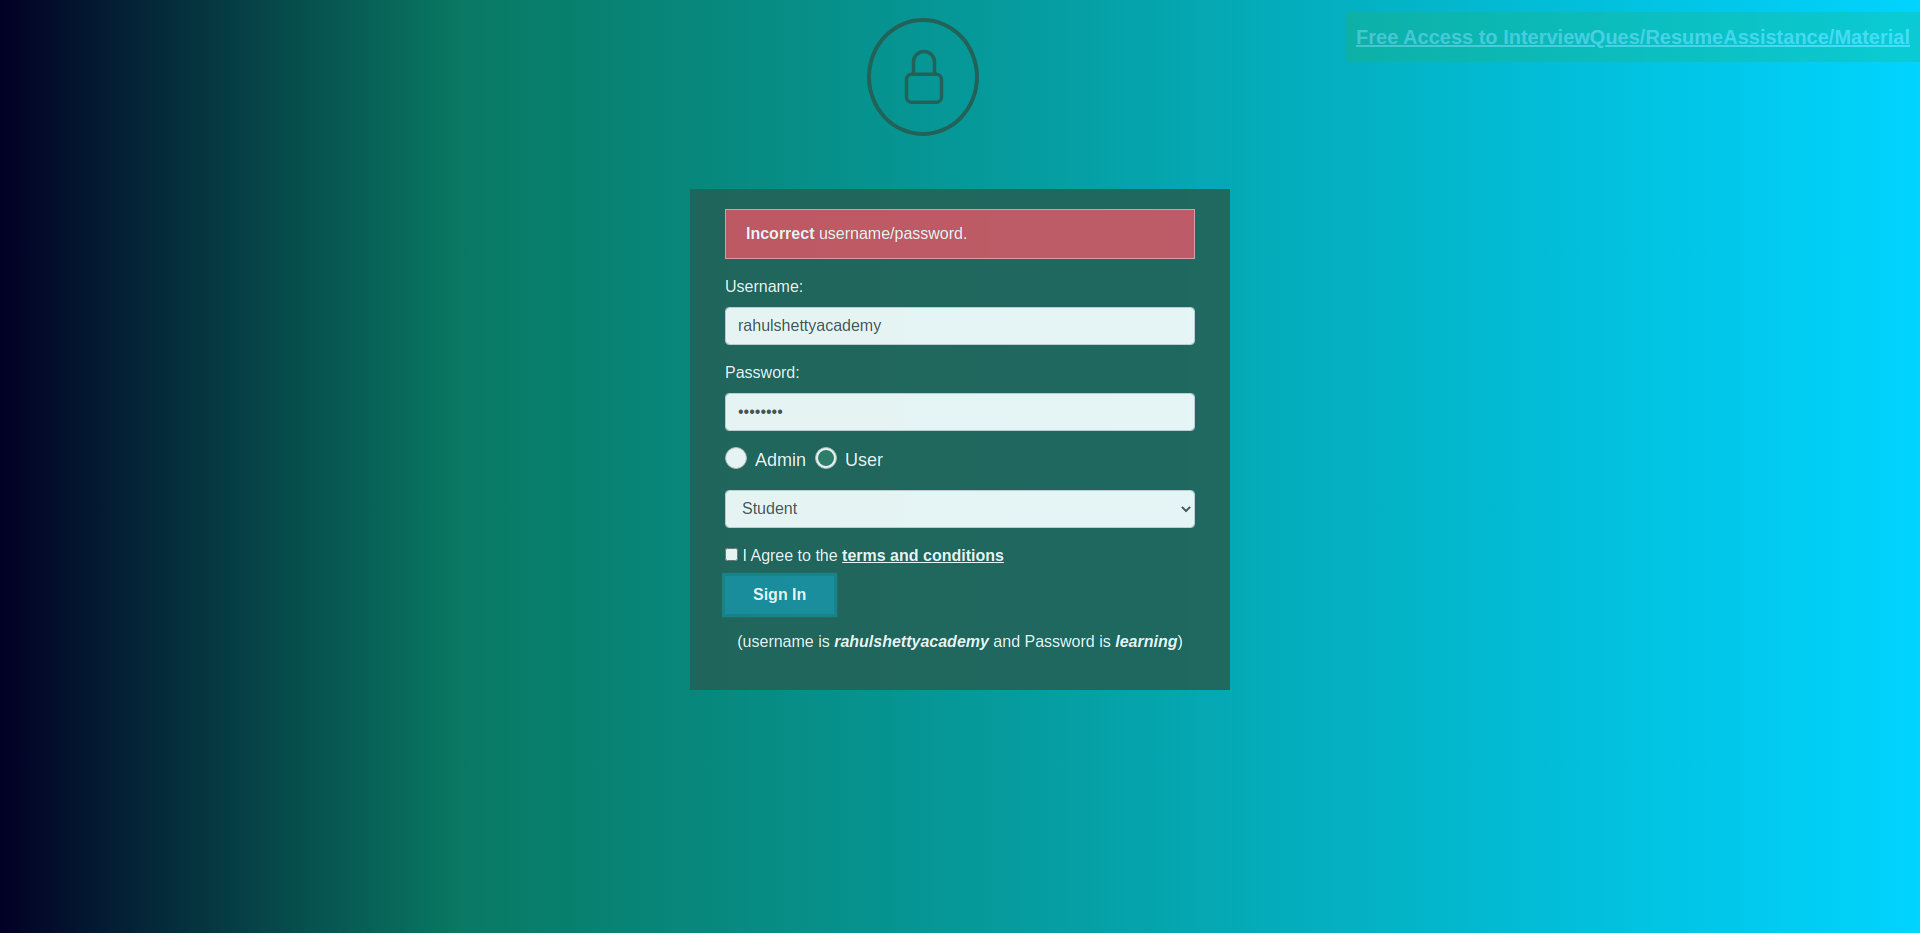 Free Access to InterviewQues/ResumeAssistance/Material
Incorrect username/password.
Username:
rahulshettyacademy
Password:
••••••••
Admin User
Student
I Agree to the terms and conditions
Sign In
(username is rahulshettyacademy and Password is learning)